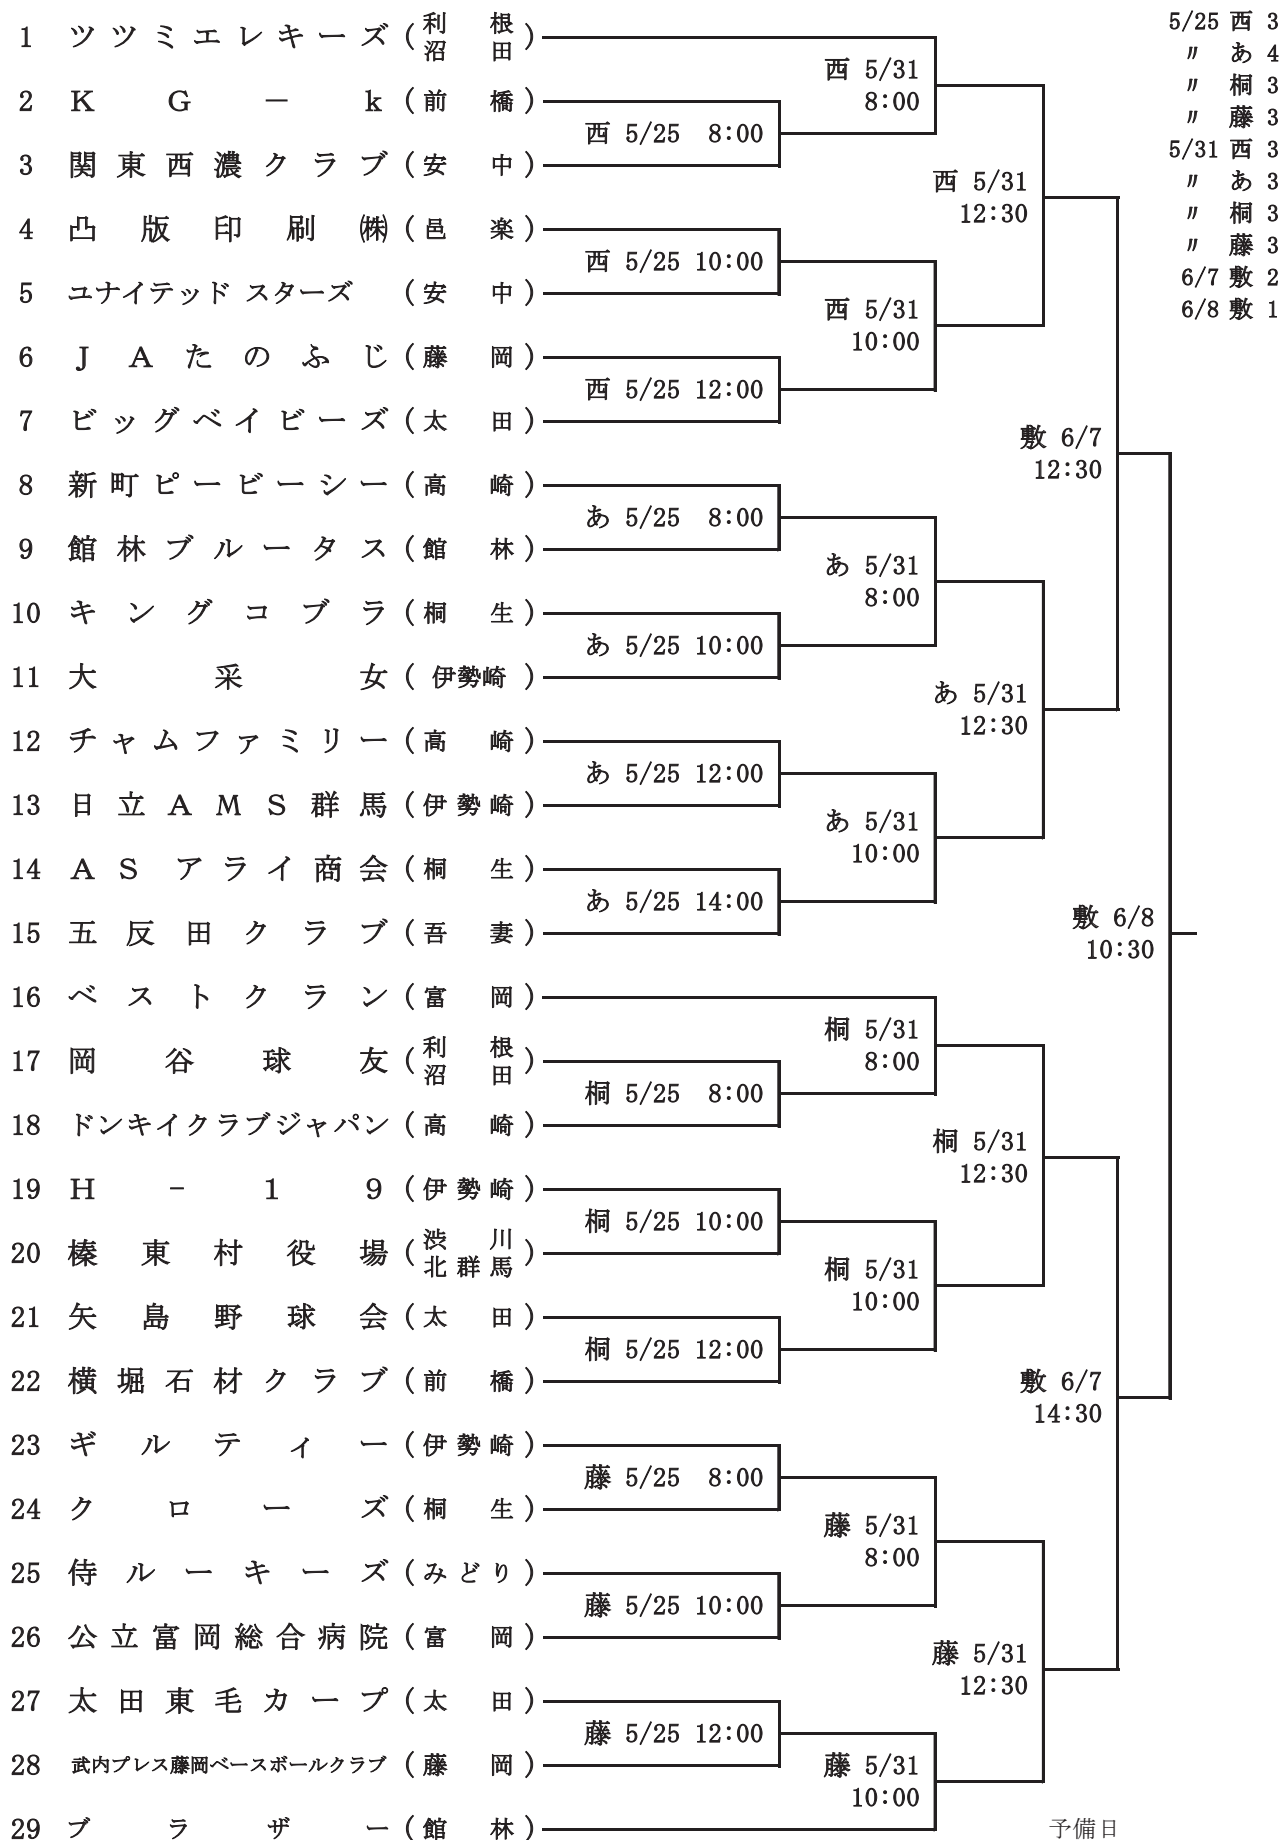 1 ツツミエレキーズ (利根沼田)
2 KG－k (前橋)
3 関東西濃クラブ (安中)
4 凸版印刷㈱ (邑楽)
5 ユナイテッド スターズ (安中)
6 JAたのふじ (藤岡)
7 ビッグベイビーズ (太田)
8 新町ピービーシー (高崎)
9 館林ブルータス (館林)
10 キングコブラ (桐生)
11 大采女 (伊勢崎)
12 チャムファミリー (高崎)
13 日立AMS群馬 (伊勢崎)
14 ASアライ商会 (桐生)
15 五反田クラブ (吾妻)
16 ベストクラン (富岡)
17 岡谷球友 (利根沼田)
18 ドンキイクラブジャパン (高崎)
19 H-19 (伊勢崎)
20 榛東村役場 (渋川北群馬)
21 矢島野球会 (太田)
22 横堀石材クラブ (前橋)
23 ギルティー (伊勢崎)
24 クローズ (桐生)
25 侍ルーキーズ (みどり)
26 公立富岡総合病院 (富岡)
27 太田東毛カープ (太田)
28 武内プレス藤岡ベースボールクラブ (藤岡)
29 ブラザー (館林)
西 5/25 8:00
西 5/25 10:00
西 5/25 12:00
あ 5/25 8:00
あ 5/25 10:00
あ 5/25 12:00
あ 5/25 14:00
桐 5/25 8:00
桐 5/25 10:00
桐 5/25 12:00
藤 5/25 8:00
藤 5/25 10:00
藤 5/25 12:00
西 5/31
8:00
西 5/31
10:00
あ 5/31
8:00
あ 5/31
10:00
桐 5/31
8:00
桐 5/31
10:00
藤 5/31
8:00
藤 5/31
10:00
西 5/31
12:30
あ 5/31
12:30
桐 5/31
12:30
藤 5/31
12:30
敷 6/7
12:30
敷 6/7
14:30
敷 6/8
10:30
5/25 西 3
〃 あ 4
〃 桐 3
〃 藤 3
5/31 西 3
〃 あ 3
〃 桐 3
〃 藤 3
6/7 敷 2
6/8 敷 1
予備日